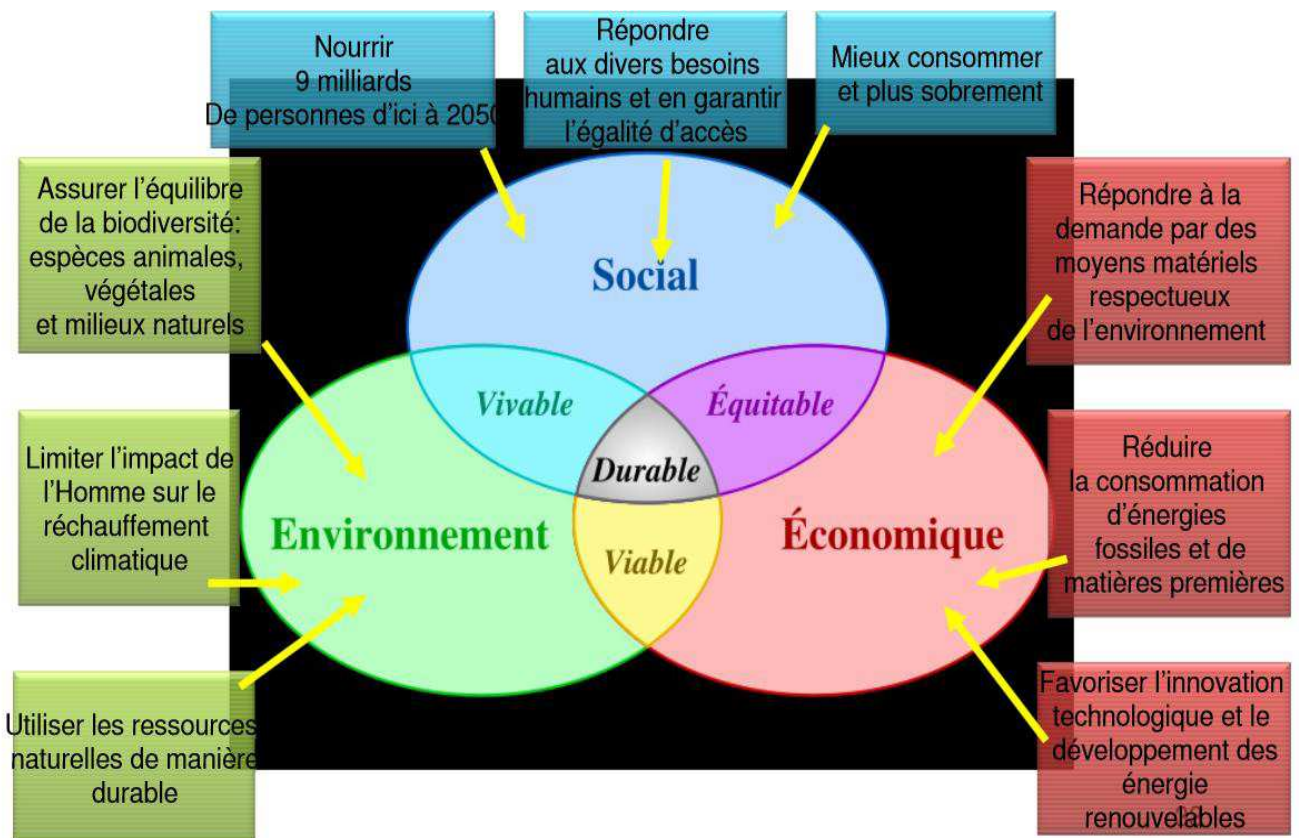 Nourrir
9 milliards
De personnes d'ici à 2050
Répondre
aux divers besoins
humains et en garantir
l'égalité d'accès
Mieux consommer
et plus sobrement
Assurer l'équilibre
de la biodiversité:
espèces animales,
végétales
et milieux naturels
Limiter l'impact de
l'Homme sur le
réchauffement
climatique
Utiliser les ressources
naturelles de manière
durable
Social
Vivable
Équitable
Durable
Environnement
Économique
Viable
Répondre à la
demande par des
moyens matériels
respectueux
de l'environnement
Réduire
la consommation
d'énergies
fossiles et de
matières premières
Favoriser l'innovation
technologique et le
développement des
énergie
renouvelables